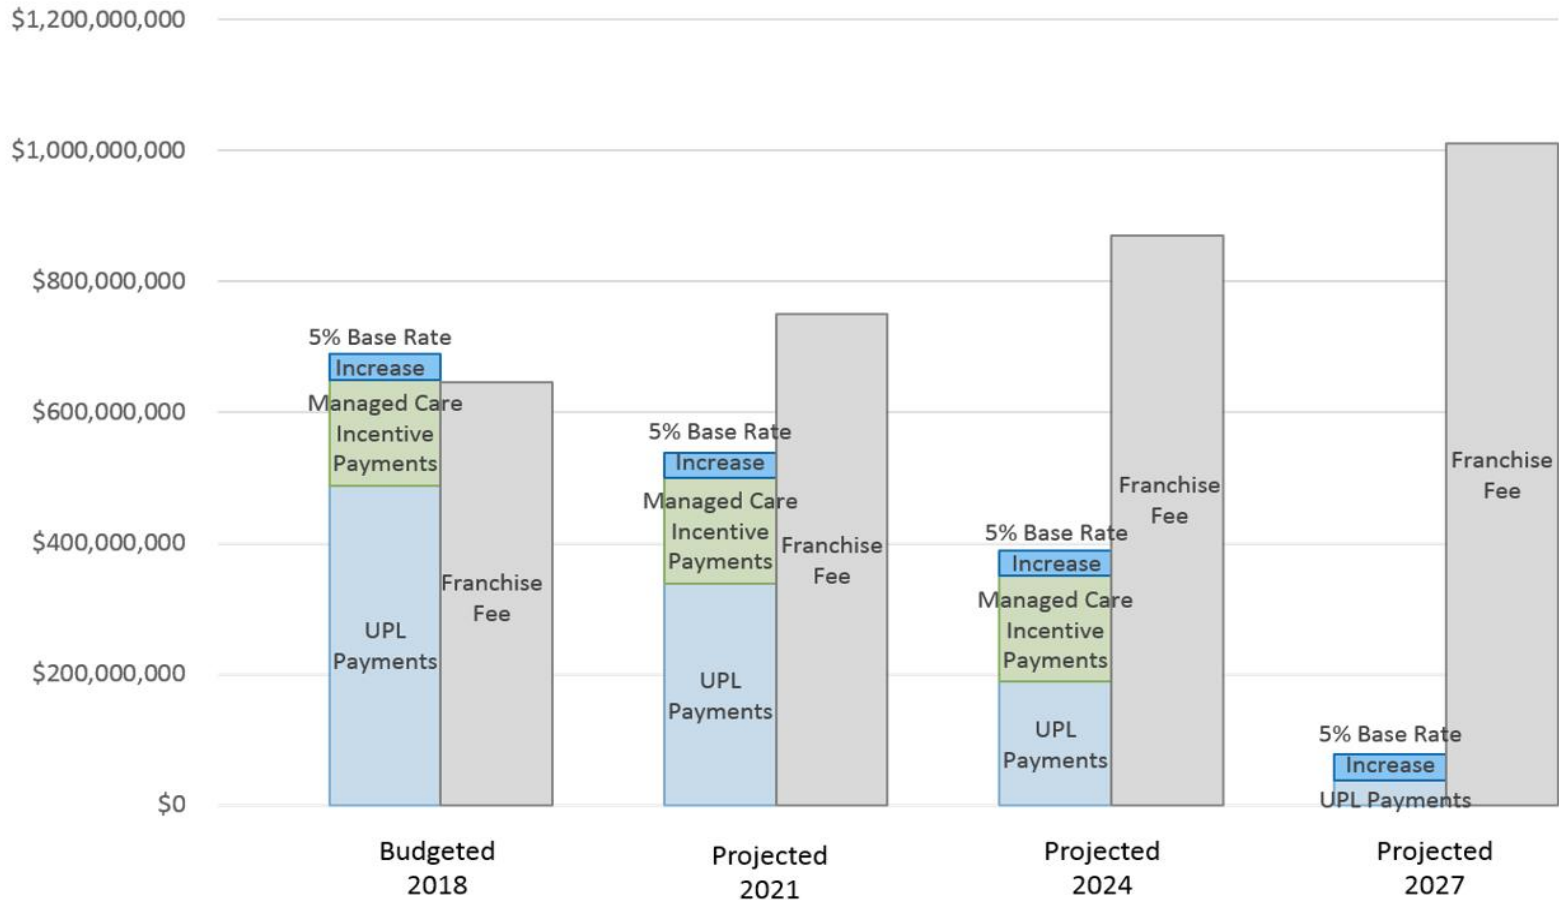 $1,200,000,000
$1,000,000,000
$800,000,000
$600,000,000
$400,000,000
$200,000,000
$0
5% Base Rate
Increase
Managed Care
Incentive
Payments
UPL
Payments
Franchise
Fee
5% Base Rate
Increase
Managed Care
Incentive
Payments
UPL
Payments
Franchise
Fee
5% Base Rate
Increase
Managed Care
Incentive
Payments
UPL
Payments
Franchise
Fee
5% Base Rate
Increase
UPL Payments
Franchise
Fee
Budgeted
2018
Projected
2021
Projected
2024
Projected
2027